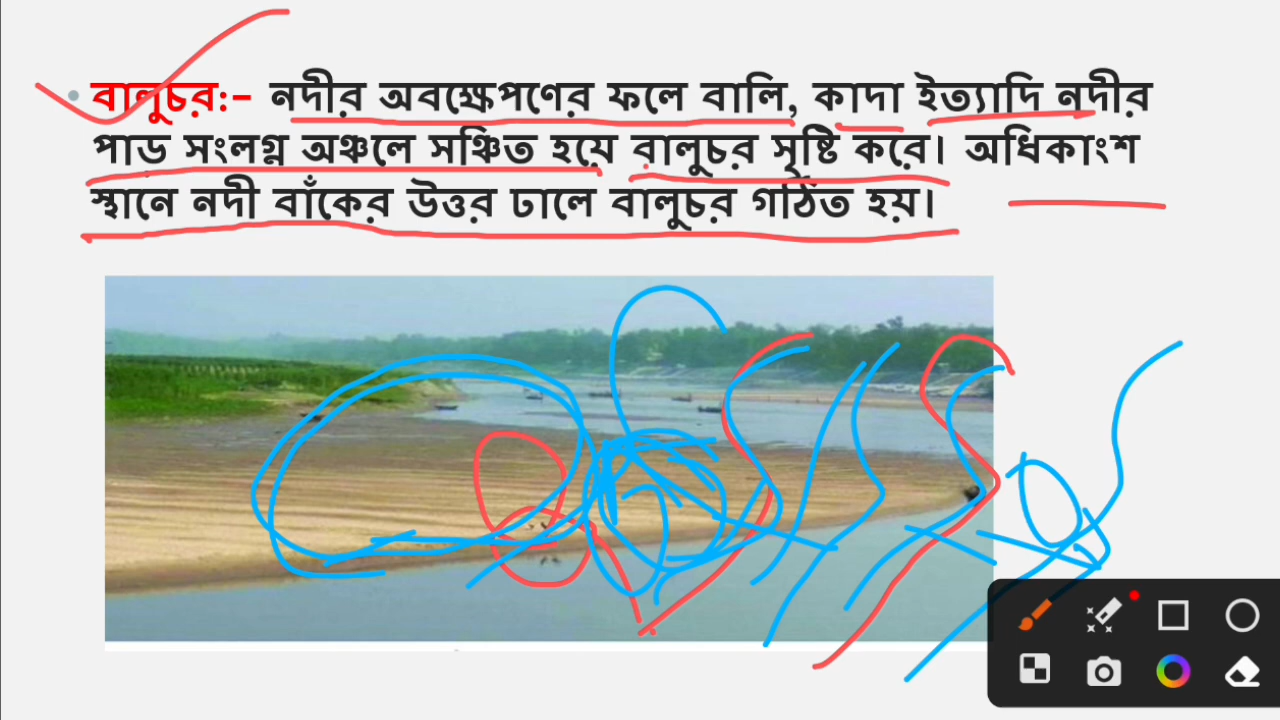 বালুচর:- নদীর অবক্ষেপণের ফলে বালি, কাদা ইত্যাদি নদীর
পাড় সংলগ্ন অঞ্চলে সঞ্চিত হয়ে বালুচর সৃষ্টি করে। অধিকাংশ
স্থানে নদী বাঁকের উত্তর ঢালে বালুচর গঠিত হয়।